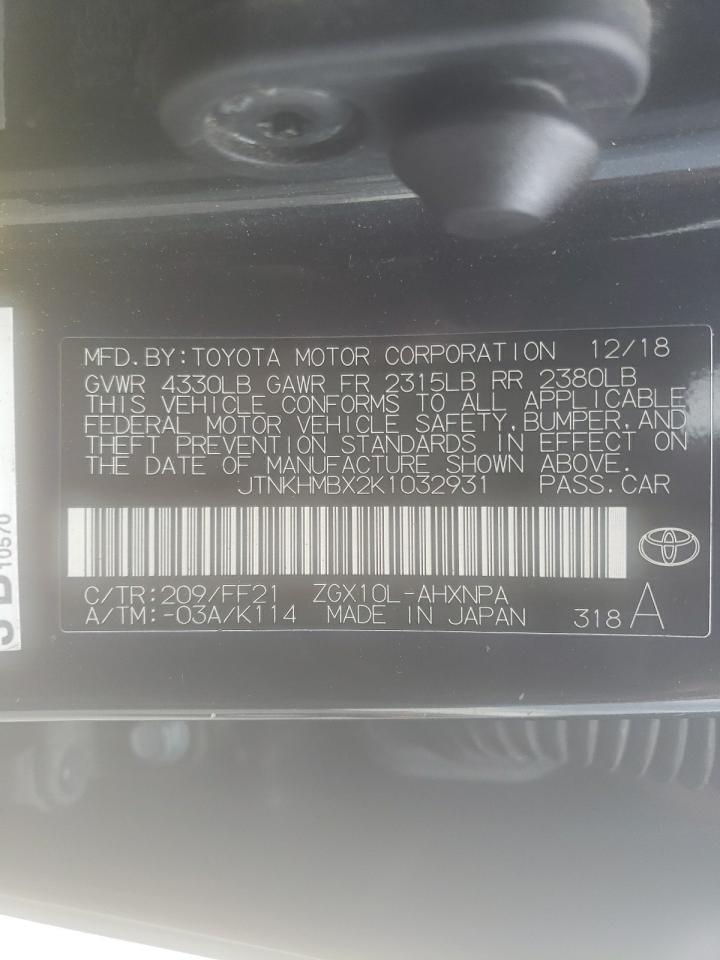 MFD.BY:TOYOTA MOTOR CORPORATION 12/18
GVWR 4330LB GAWR FR 2315LB RR 2380LB
THIS VEHICLE CONFORMS TO ALL APPLICABLE
FEDERAL MOTOR VEHICLE SAFETY,BUMPER,AND
THEFT PREVENTION STANDARDS IN EFFECT ON
THE DATE OF MANUFACTURE SHOWN ABOVE.
JTNKHMBX2K1032931 PASS.CAR
C/TR:209/FF21 ZGX10L-AHXNPA
A/TM:-03A/K114 MADE IN JAPAN 318 A
10570